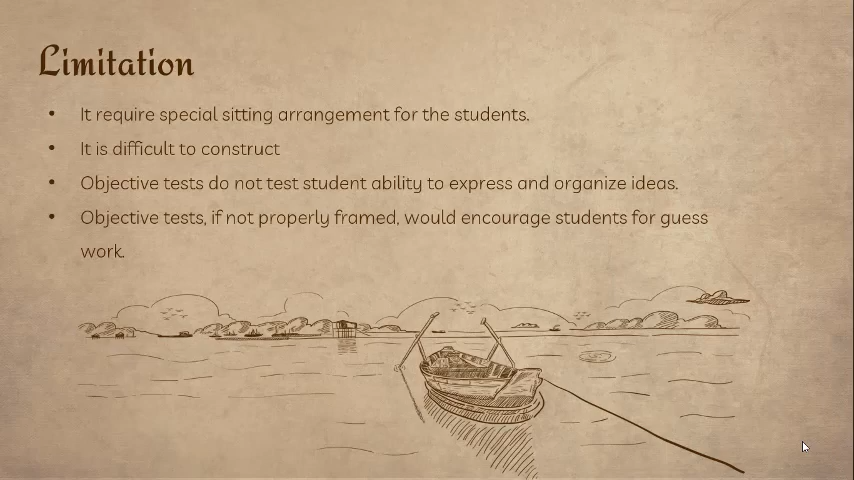 Limitation
• It require special sitting arrangement for the students.
• It is difficult to construct
• Objective tests do not test student ability to express and organize ideas.
• Objective tests, if not properly framed, would encourage students for guess
work.